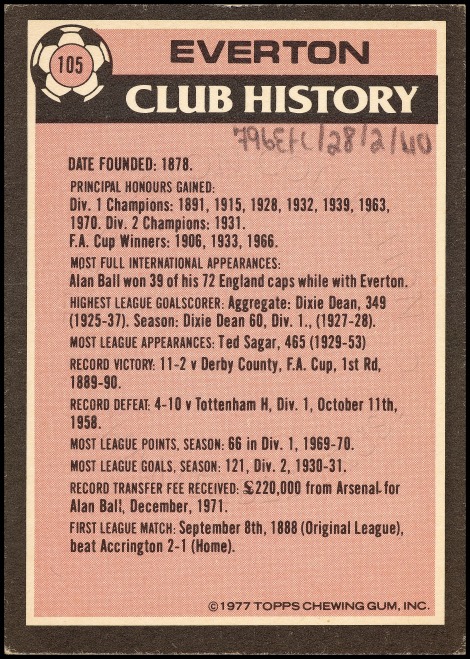 105
EVERTON
CLUB HISTORY
796EFC/28/2/40
DATE FOUNDED: 1878.
PRINCIPAL HONOURS GAINED:
Div. 1 Champions: 1891, 1915, 1928, 1932, 1939, 1963,
1970. Div. 2 Champions: 1931.
F.A. Cup Winners: 1906, 1933, 1966.
MOST FULL INTERNATIONAL APPEARANCES:
Alan Ball won 39 of his 72 England caps while with Everton.
HIGHEST LEAGUE GOALSCORER: Aggregate: Dixie Dean, 349
(1925-37). Season: Dixie Dean 60, Div. 1., (1927-28).
MOST LEAGUE APPEARANCES: Ted Sagar, 465 (1929-53)
RECORD VICTORY: 11-2 v Derby County, F.A. Cup, 1st Rd,
1889-90.
RECORD DEFEAT: 4-10 v Tottenham H, Div. 1, October 11th,
1958.
MOST LEAGUE POINTS, SEASON: 66 in Div. 1, 1969-70.
MOST LEAGUE GOALS, SEASON: 121, Div. 2, 1930-31.
RECORD TRANSFER FEE RECEIVED: £220,000 from Arsenal for
Alan Ball, December, 1971.
FIRST LEAGUE MATCH: September 8th, 1888 (Original League),
beat Accrington 2-1 (Home).
©1977 TOPPS CHEWING GUM, INC.